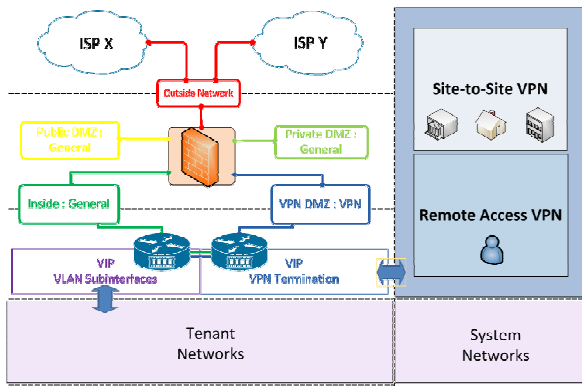 ISP X
ISP Y
Outside Network
Public DMZ :
General
Private DMZ :
General
Inside : General
VPN DMZ : VPN
VIP
VLAN Subinterfaces
VIP
VPN Termination
Site-to-Site VPN
Remote Access VPN
Tenant
Networks
System
Networks